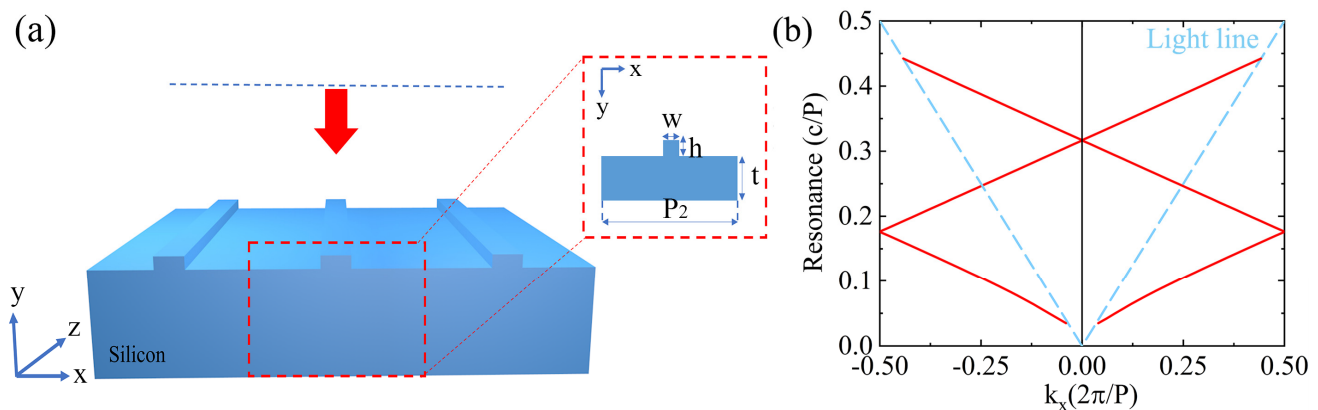 (a)
x
y
w
h
t
P₂
y
z
x
Silicon
(b)
Light line
Resonance (c/P)
0.5
0.4
0.3
0.2
0.1
0.0
-0.50
-0.25
0.00
0.25
0.50
kₓ(2π/P)